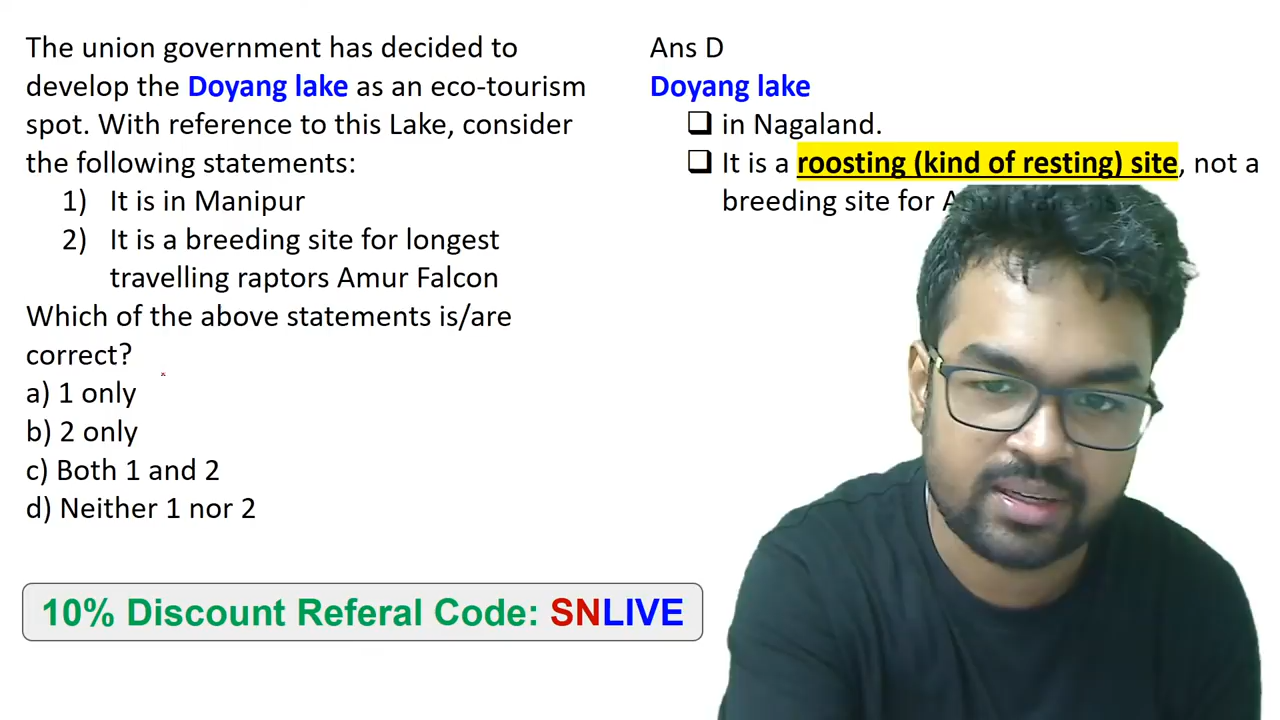 The union government has decided to
develop the Doyang lake as an eco-tourism
spot. With reference to this Lake, consider
the following statements:
1) It is in Manipur
2) It is a breeding site for longest
travelling raptors Amur Falcon
Which of the above statements is/are
correct?
a) 1 only
b) 2 only
c) Both 1 and 2
d) Neither 1 nor 2
10% Discount Referal Code: SNLIVE
Ans D
Doyang lake
❑ in Nagaland.
❑ It is a roosting (kind of resting) site, not a
breeding site for Amur Falcons